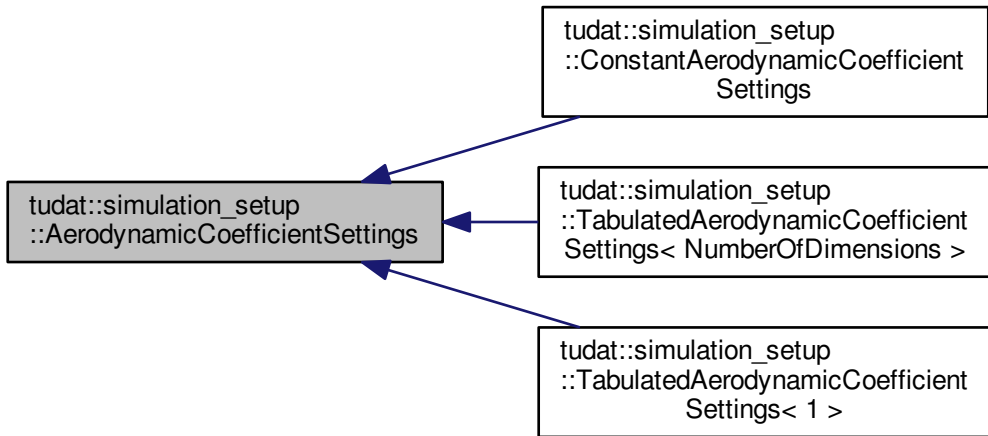 tudat::simulation_setup
::ConstantAerodynamicCoefficient
Settings
tudat::simulation_setup
::AerodynamicCoefficientSettings
tudat::simulation_setup
::TabulatedAerodynamicCoefficient
Settings< NumberOfDimensions >
tudat::simulation_setup
::TabulatedAerodynamicCoefficient
Settings< 1 >